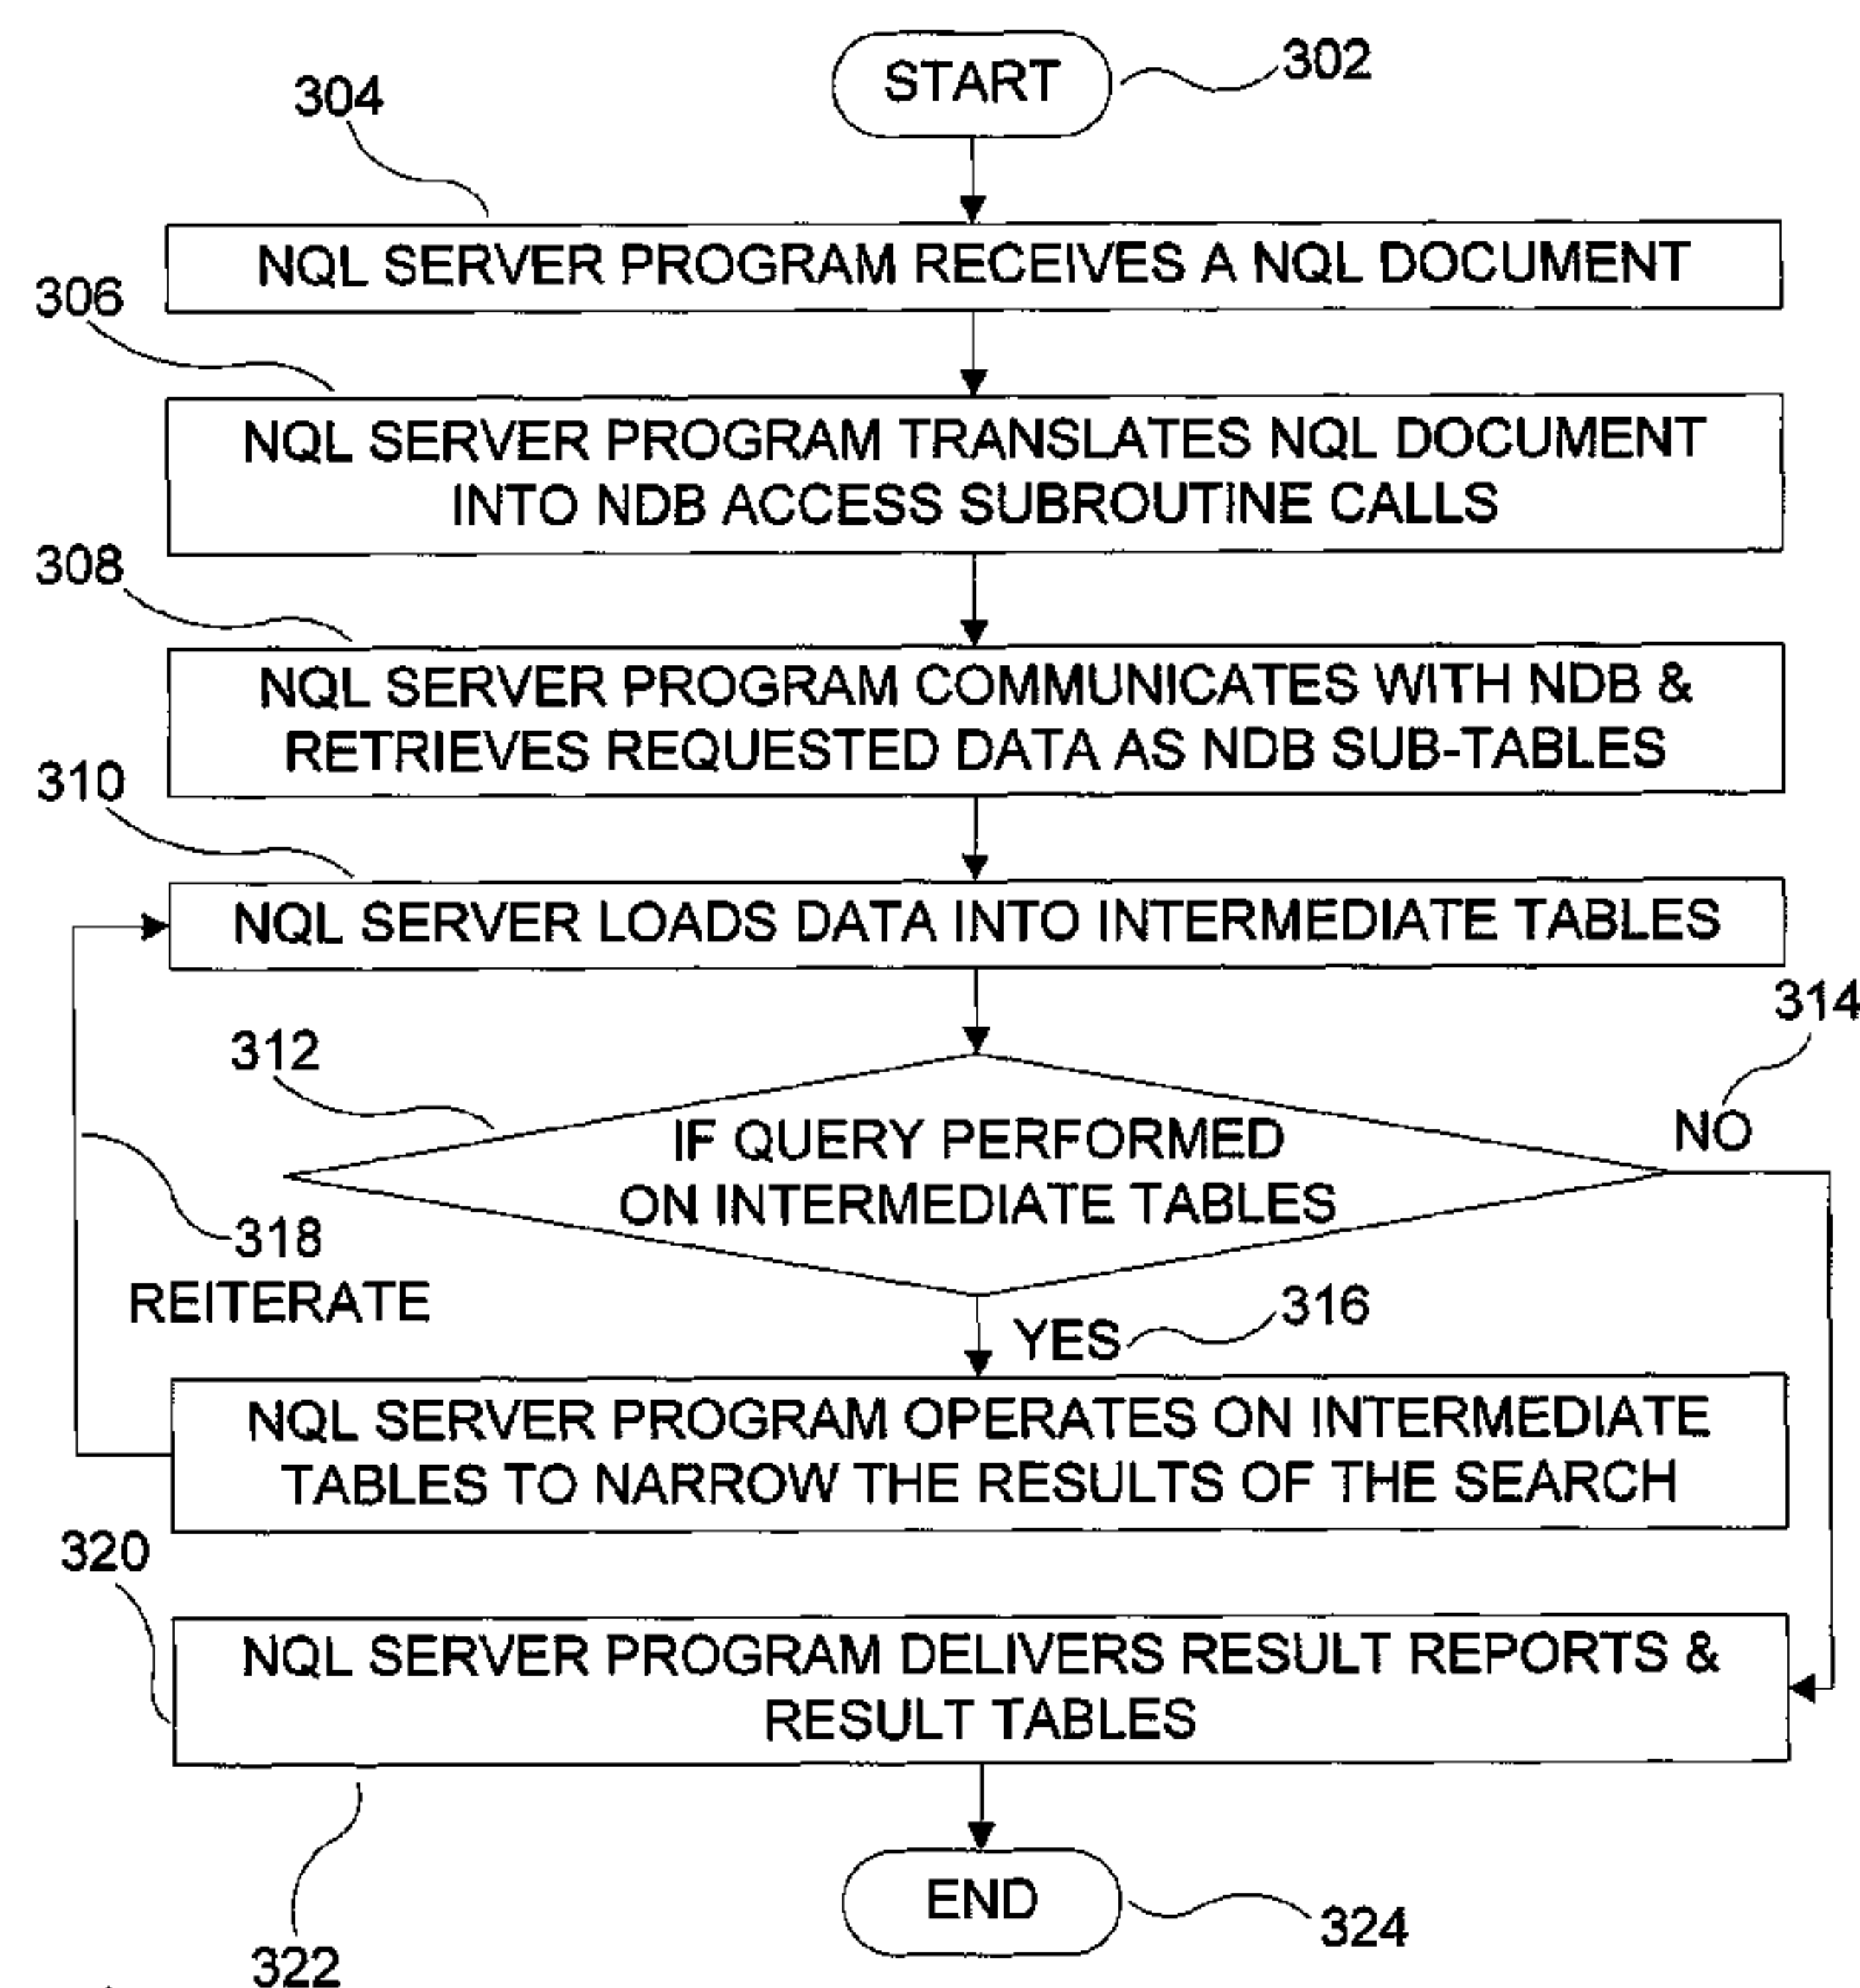 START
302
304
NQL SERVER PROGRAM RECEIVES A NQL DOCUMENT
306
NQL SERVER PROGRAM TRANSLATES NQL DOCUMENT
INTO NDB ACCESS SUBROUTINE CALLS
308
NQL SERVER PROGRAM COMMUNICATES WITH NDB &
RETRIEVES REQUESTED DATA AS NDB SUB-TABLES
310
NQL SERVER LOADS DATA INTO INTERMEDIATE TABLES
314
312
IF QUERY PERFORMED
ON INTERMEDIATE TABLES
NO
318
REITERATE
316
YES
NQL SERVER PROGRAM OPERATES ON INTERMEDIATE
TABLES TO NARROW THE RESULTS OF THE SEARCH
320
NQL SERVER PROGRAM DELIVERS RESULT REPORTS &
RESULT TABLES
END
324
322